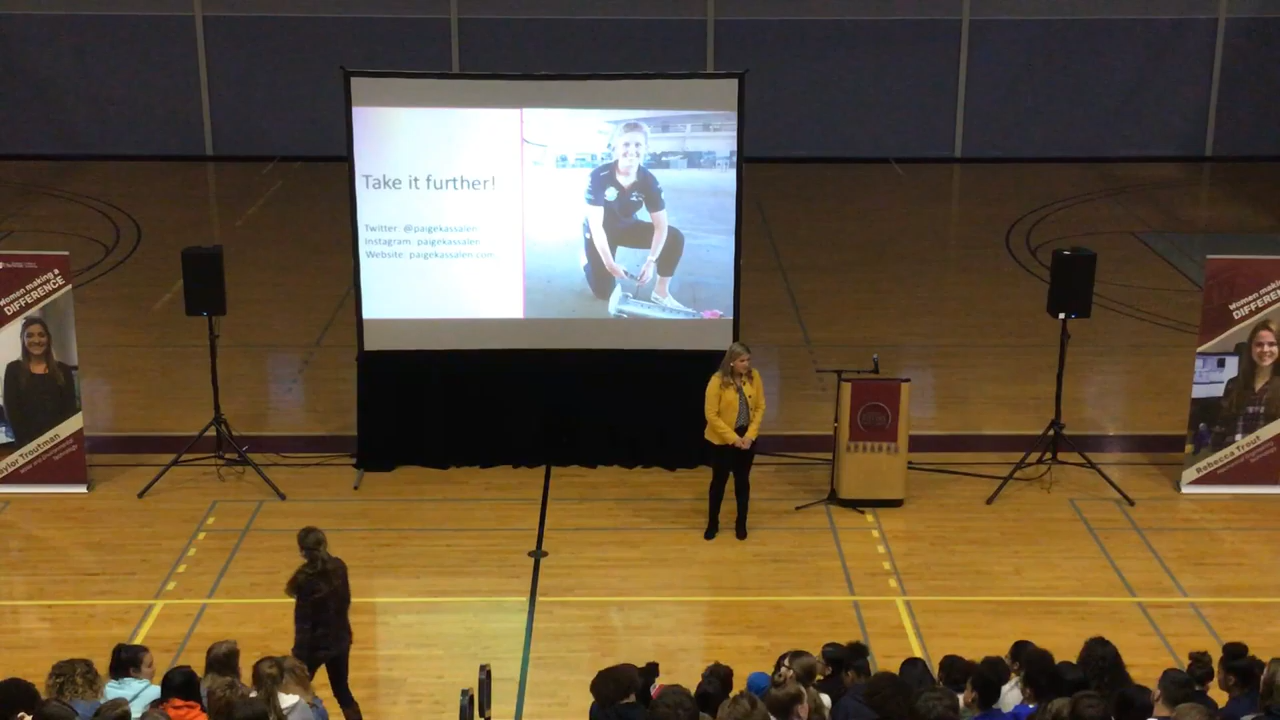 Take it further!
Twitter: @paigekassalen
Instagram: paigekassalen
Website: paigekassalen.com
Women making a
DIFFERENCE
aylor Troutman
Women making
DIFFEREN
Rebecca Trout